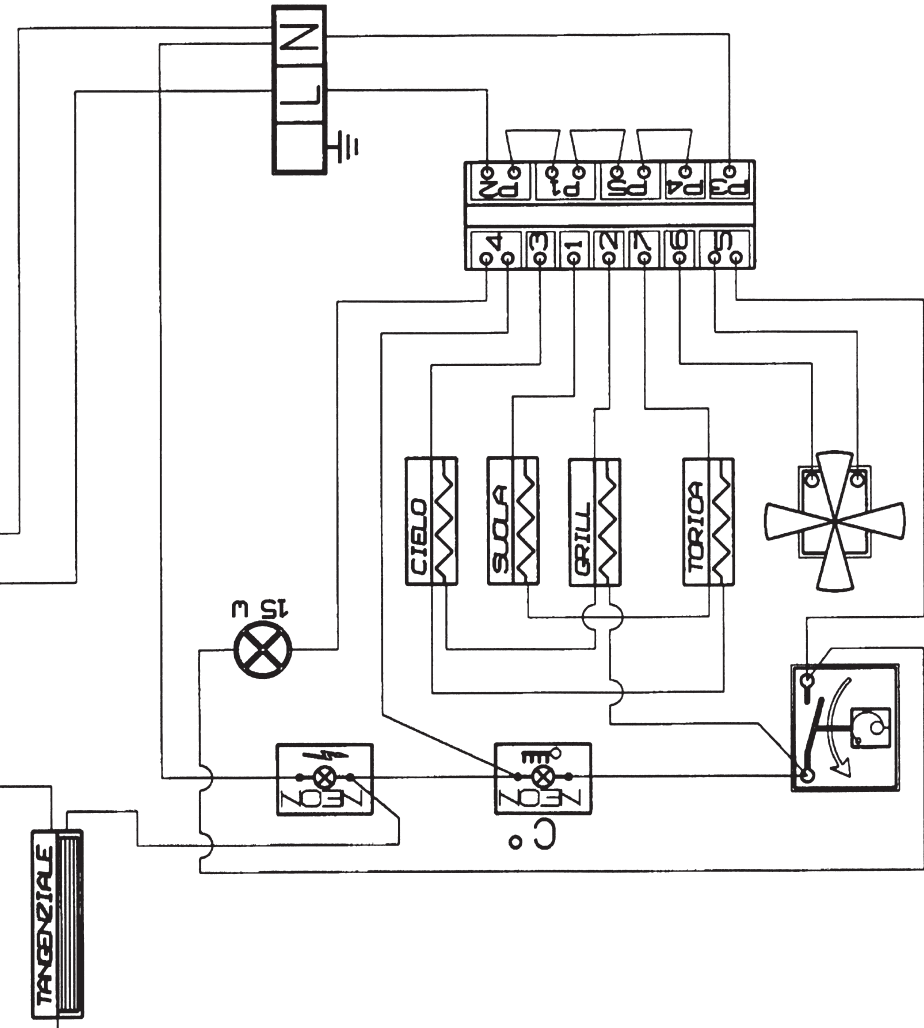 N
L
P2 P1 P5 P4 P3
4 3 1 2 7 6 5
CIELO
SUOLA
GRILL
TORICA
15 W
NEON
NEON
°C
TANGENZIALE